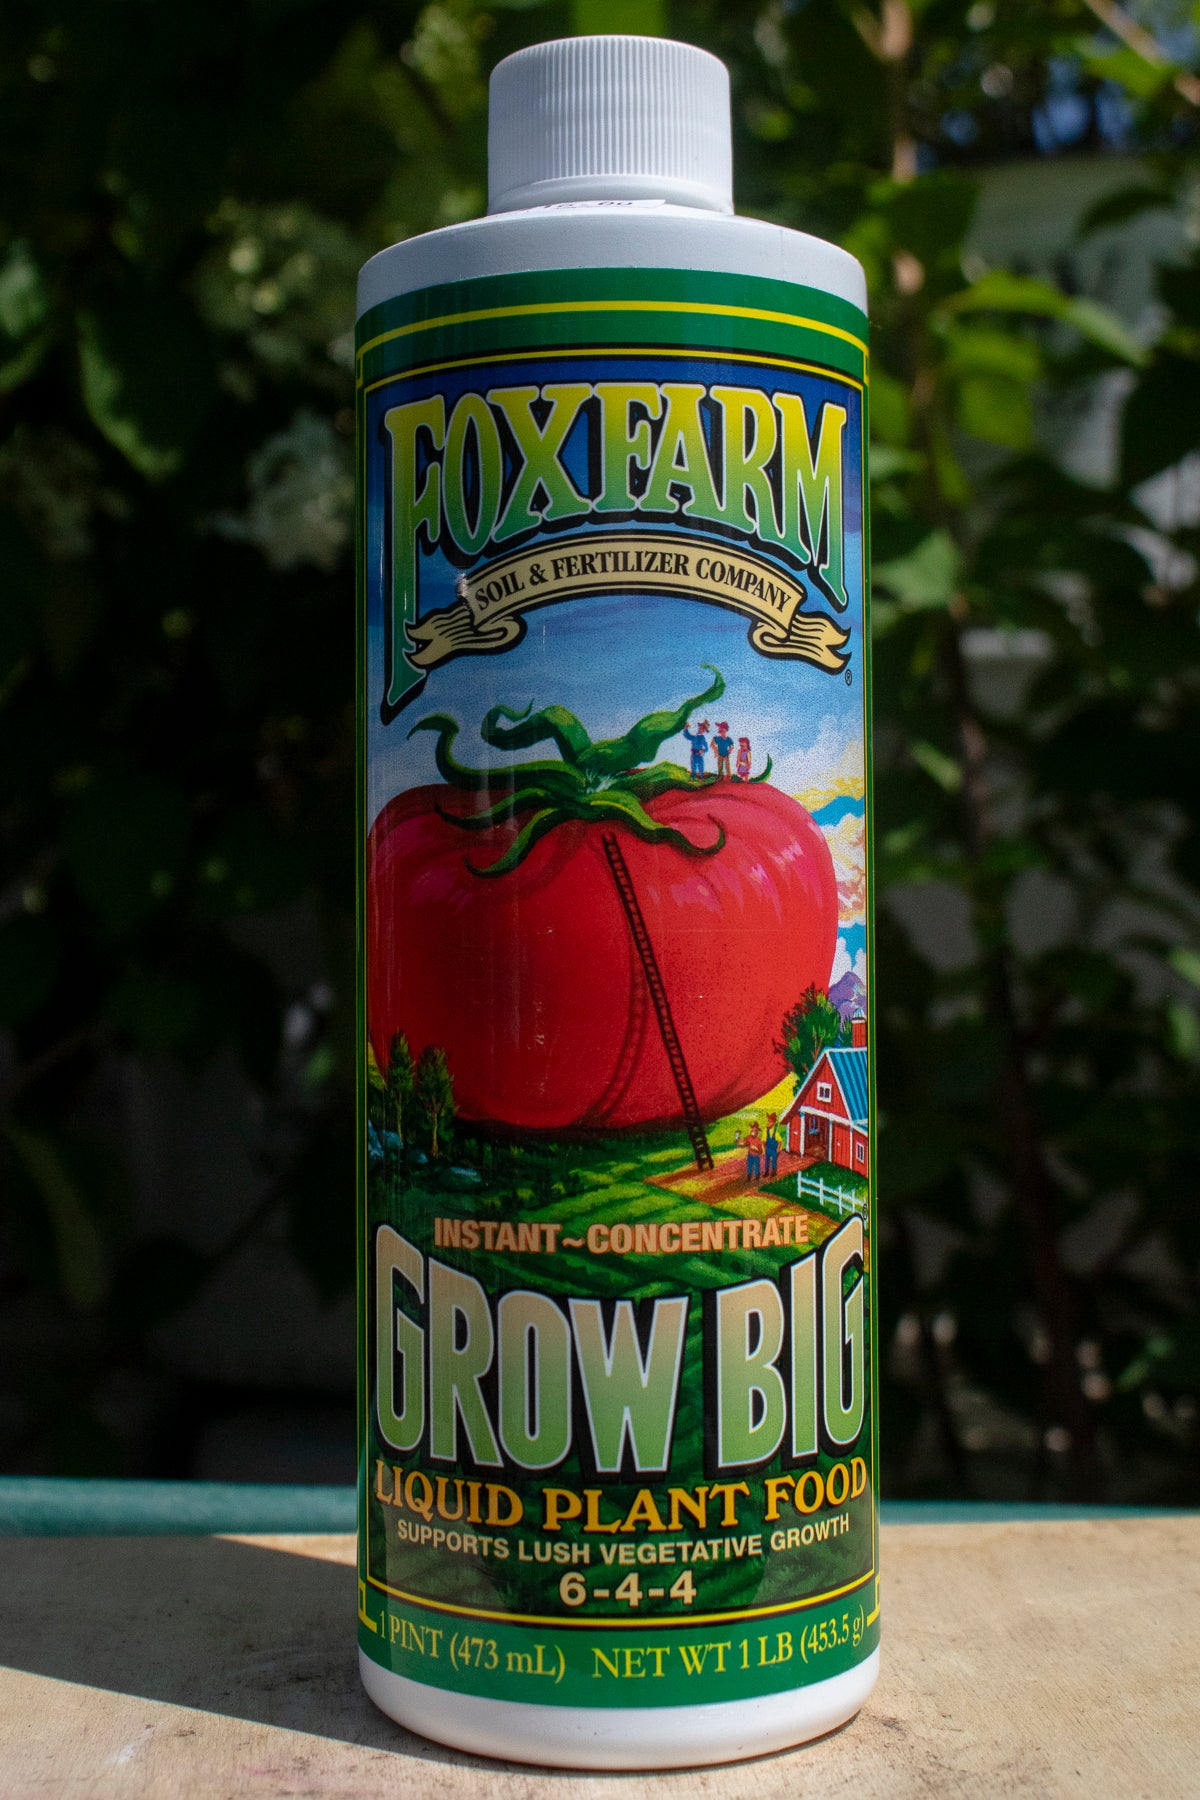 FOXFARM
SOIL & FERTILIZER COMPANY
®
INSTANT~CONCENTRATE
GROW BIG®
LIQUID PLANT FOOD
SUPPORTS LUSH VEGETATIVE GROWTH
6-4-4
1 PINT (473 mL) NET WT 1 LB (453.5 g)